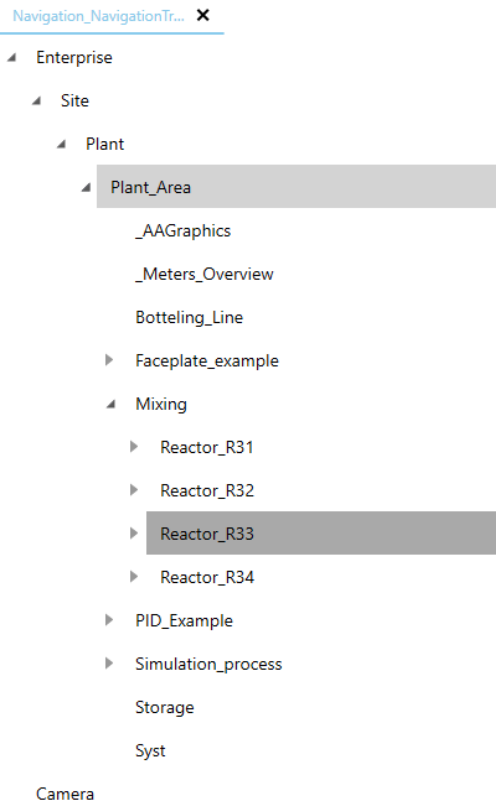 Navigation_NavigationTr...
Enterprise
Site
Plant
Plant_Area
_AAGraphics
_Meters_Overview
Botteling_Line
Faceplate_example
Mixing
Reactor_R31
Reactor_R32
Reactor_R33
Reactor_R34
PID_Example
Simulation_process
Storage
Syst
Camera